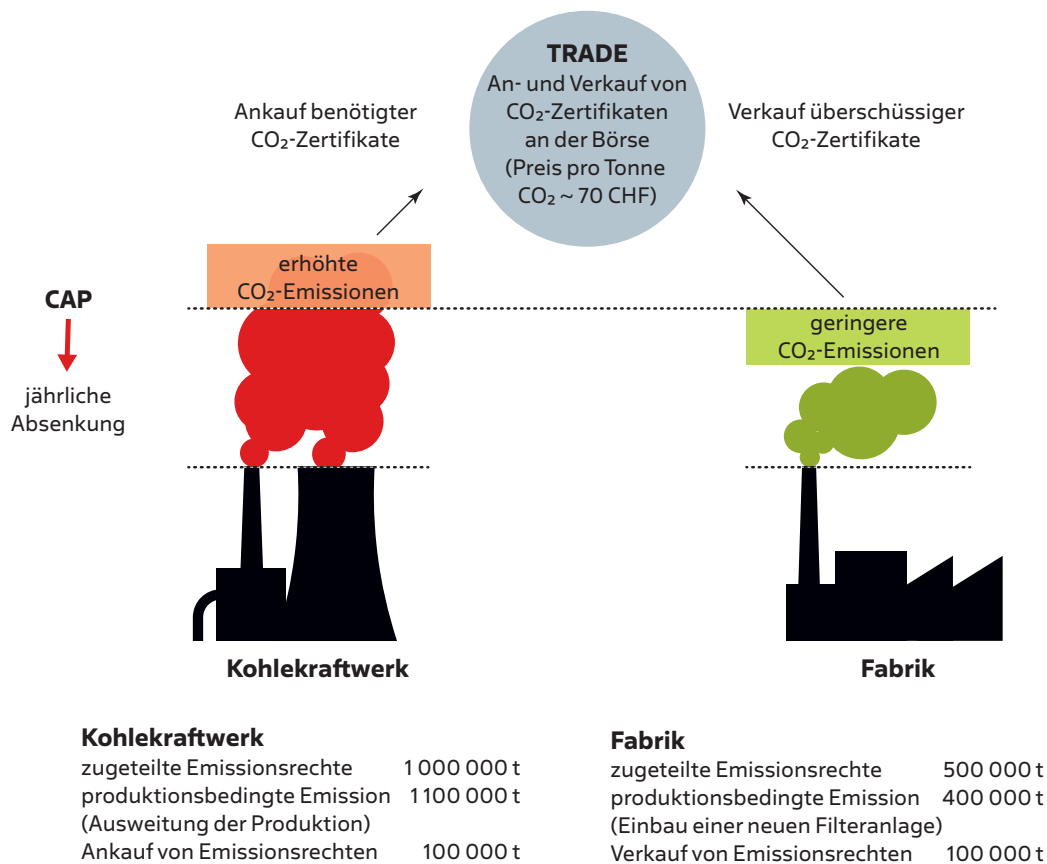 TRADE
An- und Verkauf von
CO₂-Zertifikaten
an der Börse
(Preis pro Tonne
CO₂ ~ 70 CHF)
Ankauf benötigter
CO₂-Zertifikate
Verkauf überschüssiger
CO₂-Zertifikate
erhöhte
CO₂-Emissionen
CAP
jährliche
Absenkung
geringere
CO₂-Emissionen
Kohlekraftwerk
Fabrik
Kohlekraftwerk
zugeteilte Emissionsrechte 1 000 000 t
produktionsbedingte Emission 1 100 000 t
(Ausweitung der Produktion)
Ankauf von Emissionsrechten 100 000 t
Fabrik
zugeteilte Emissionsrechte 500 000 t
produktionsbedingte Emission 400 000 t
(Einbau einer neuen Filteranlage)
Verkauf von Emissionsrechten 100 000 t